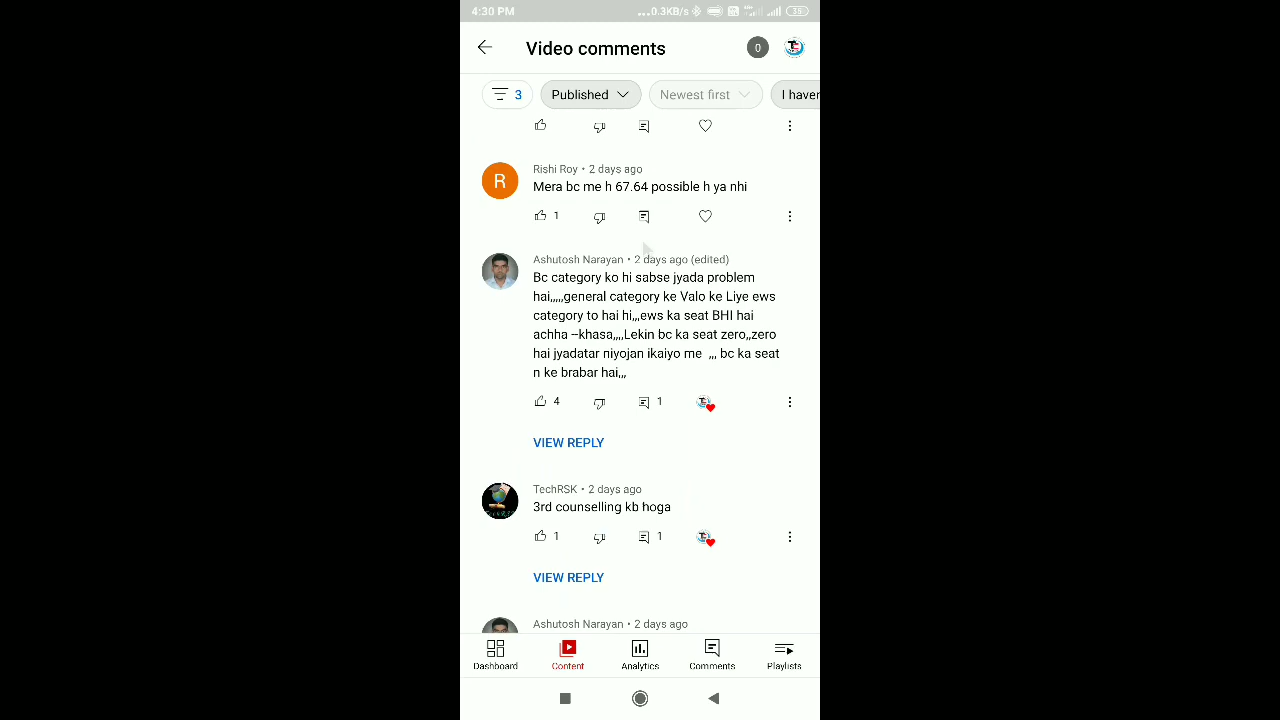 4:30 PM
...0.3KB/s
35
Video comments
0
3
Published
Newest first
I haven
Rishi Roy • 2 days ago
R
Mera bc me h 67.64 possible h ya nhi
1
Ashutosh Narayan • 2 days ago (edited)
Bc category ko hi sabse jyada problem
hai,,,,,general category ke Valo ke Liye ews
category to hai hi,,,ews ka seat BHI hai
achha –khasa,,,,Lekin bc ka seat zero,,zero
hai jyadatar niyojan ikaiyo me ,,, bc ka seat
n ke brabar hai,,,
4
1
VIEW REPLY
TechRSK • 2 days ago
3rd counselling kb hoga
1
1
VIEW REPLY
Ashutosh Narayan • 2 days ago
Dashboard
Content
Analytics
Comments
Playlists